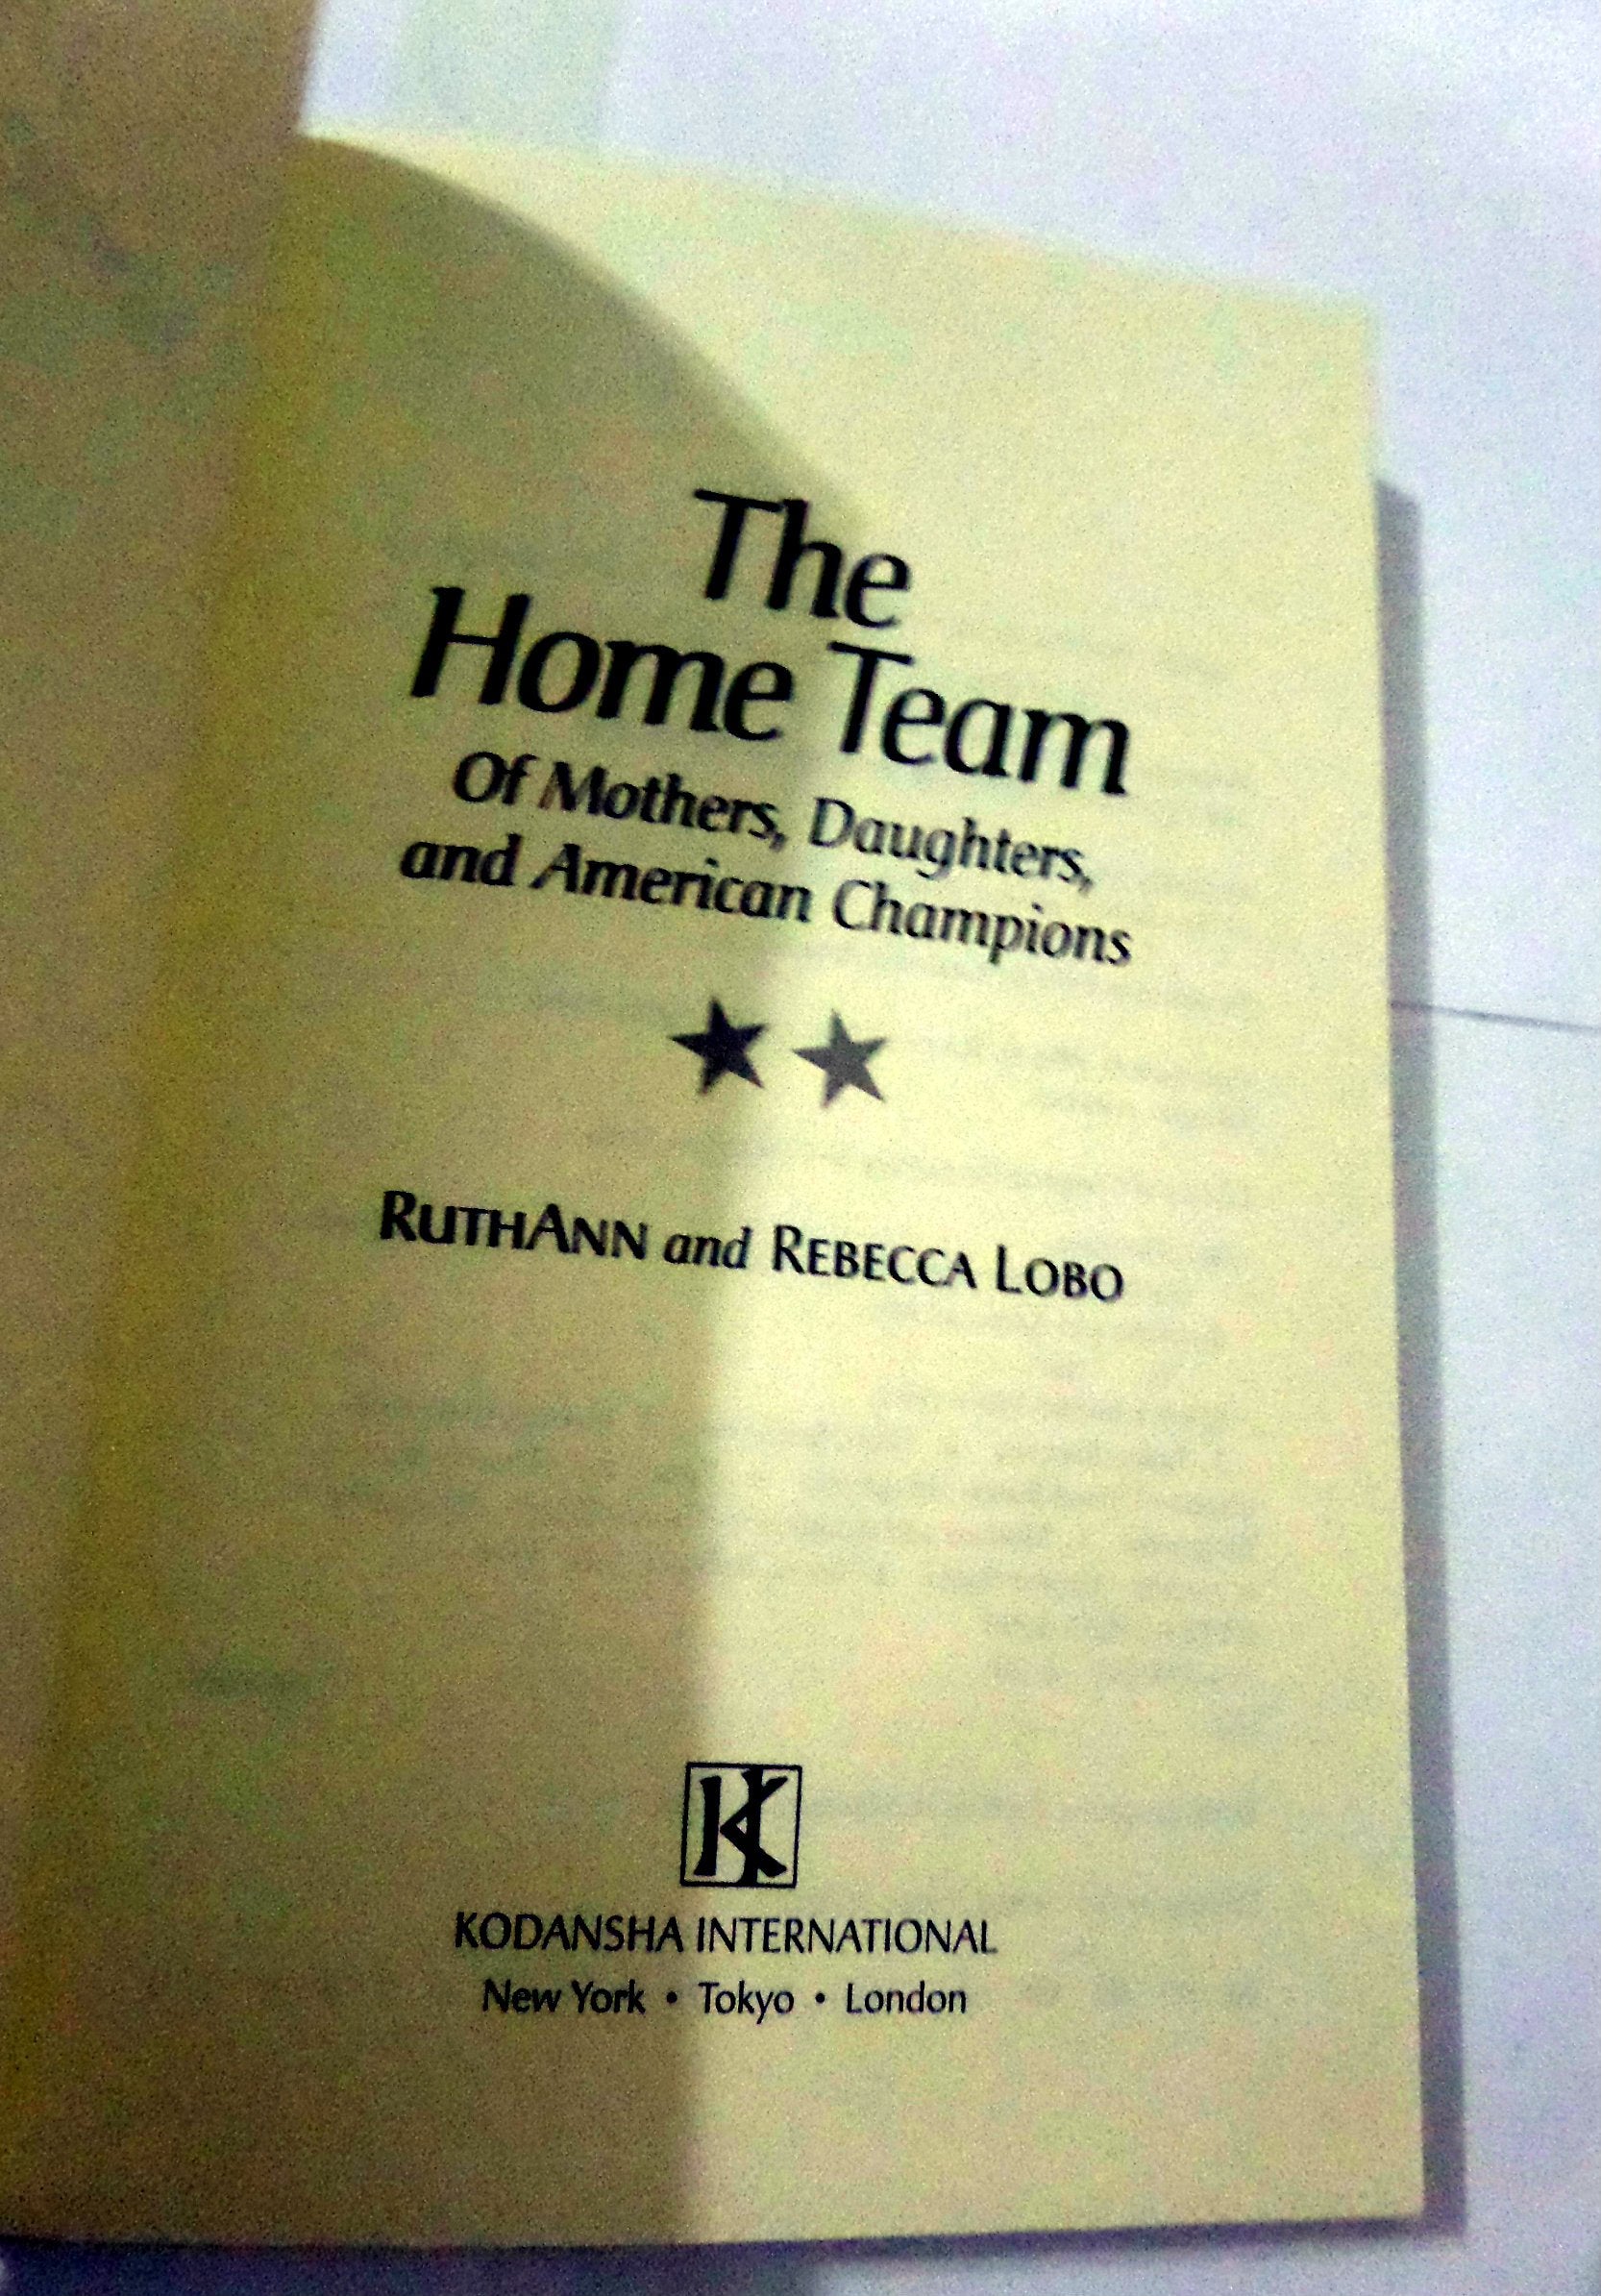 The
Home Team
Of Mothers, Daughters,
and American Champions
RUTHANN and REBECCA LOBO
K
KODANSHA INTERNATIONAL
New York • Tokyo • London